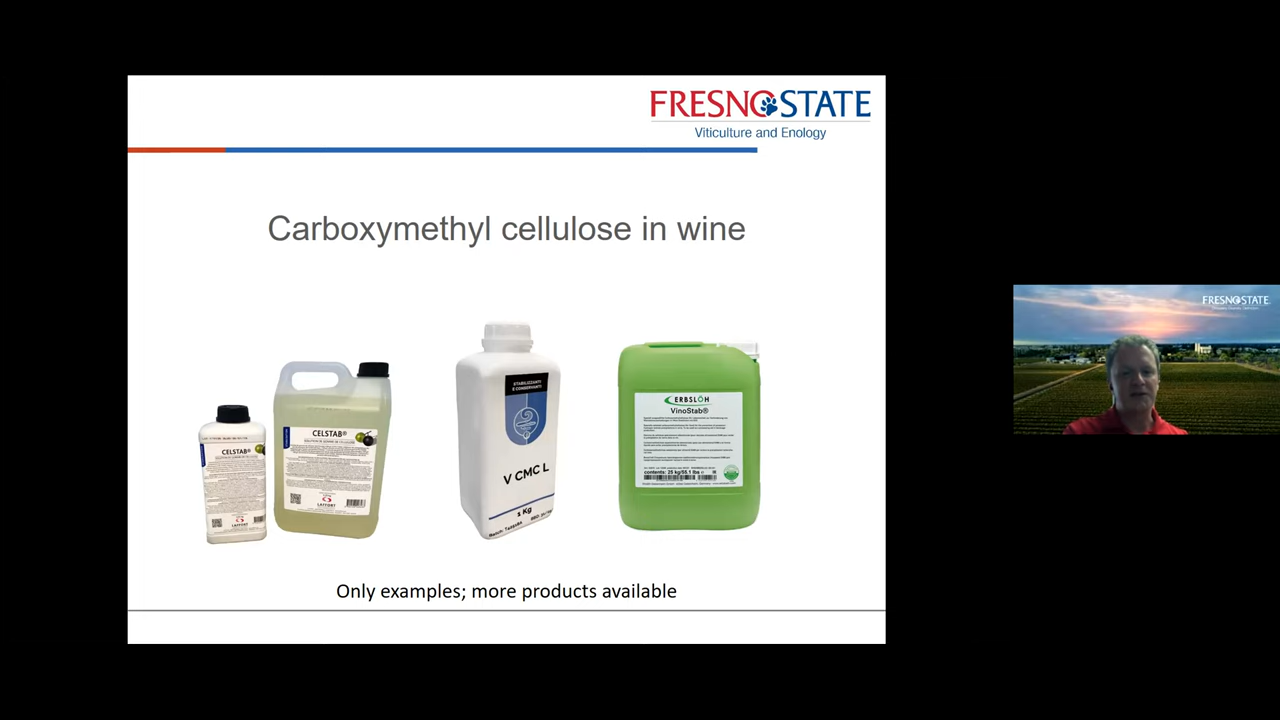 FRESNO STATE
Viticulture and Enology
Carboxymethyl cellulose in wine
CELSTAB®
LAFFORT
CELSTAB®
LAFFORT
STABILIZZANTI
E CONSERVANTI
V CMC L
1 Kg
ERBSLÖH
VinoStab®
contents: 25 kg/55,1 lbs
Only examples; more products available
FRESNO STATE